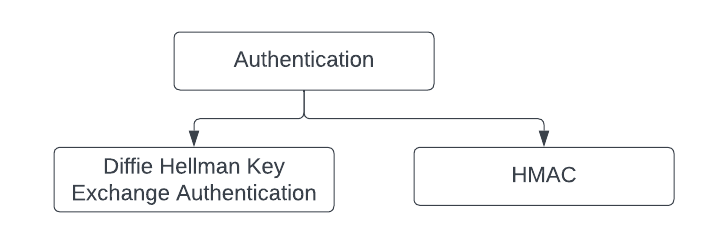 Authentication
Diffie Hellman Key
Exchange Authentication
HMAC